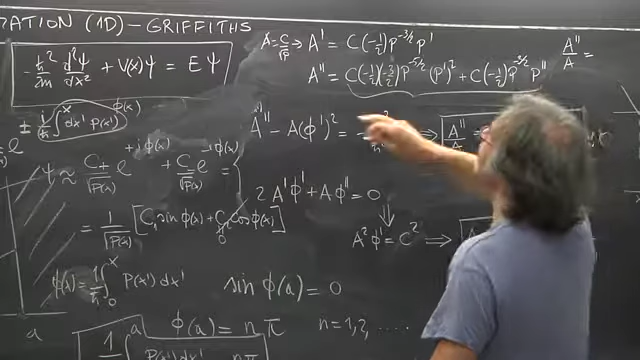 RATION (1D) - GRIFFITHS
-ħ²/2m d²ψ/dx² + V(x)ψ = Eψ
A = C/√P → A' = C(-1/2)P^(-3/2) P'
A''/A =
A'' = C(-1/2)(-3/2)P^(-5/2) (P')² + C(-1/2)P^(-3/2) P''
± i/ħ ∫^x dx' P(x') φ(x)
A'' - A(φ')² =
A''/A
ψ ≈ C+/√P(x) e^(+iφ(x)) + C-/√P(x) e^(-iφ(x)) =
2A'φ' + Aφ'' = 0
= 1/√P(x) [C₁ sin φ(x) + C₂ cos φ(x)]
0
A²φ' = C² ⟹
φ(x) = 1/ħ ∫₀^x P(x') dx'
sin φ(a) = 0
a
φ(a) = nπ n = 1, 2, ....
1 ∫^a P(x') dx' nπ